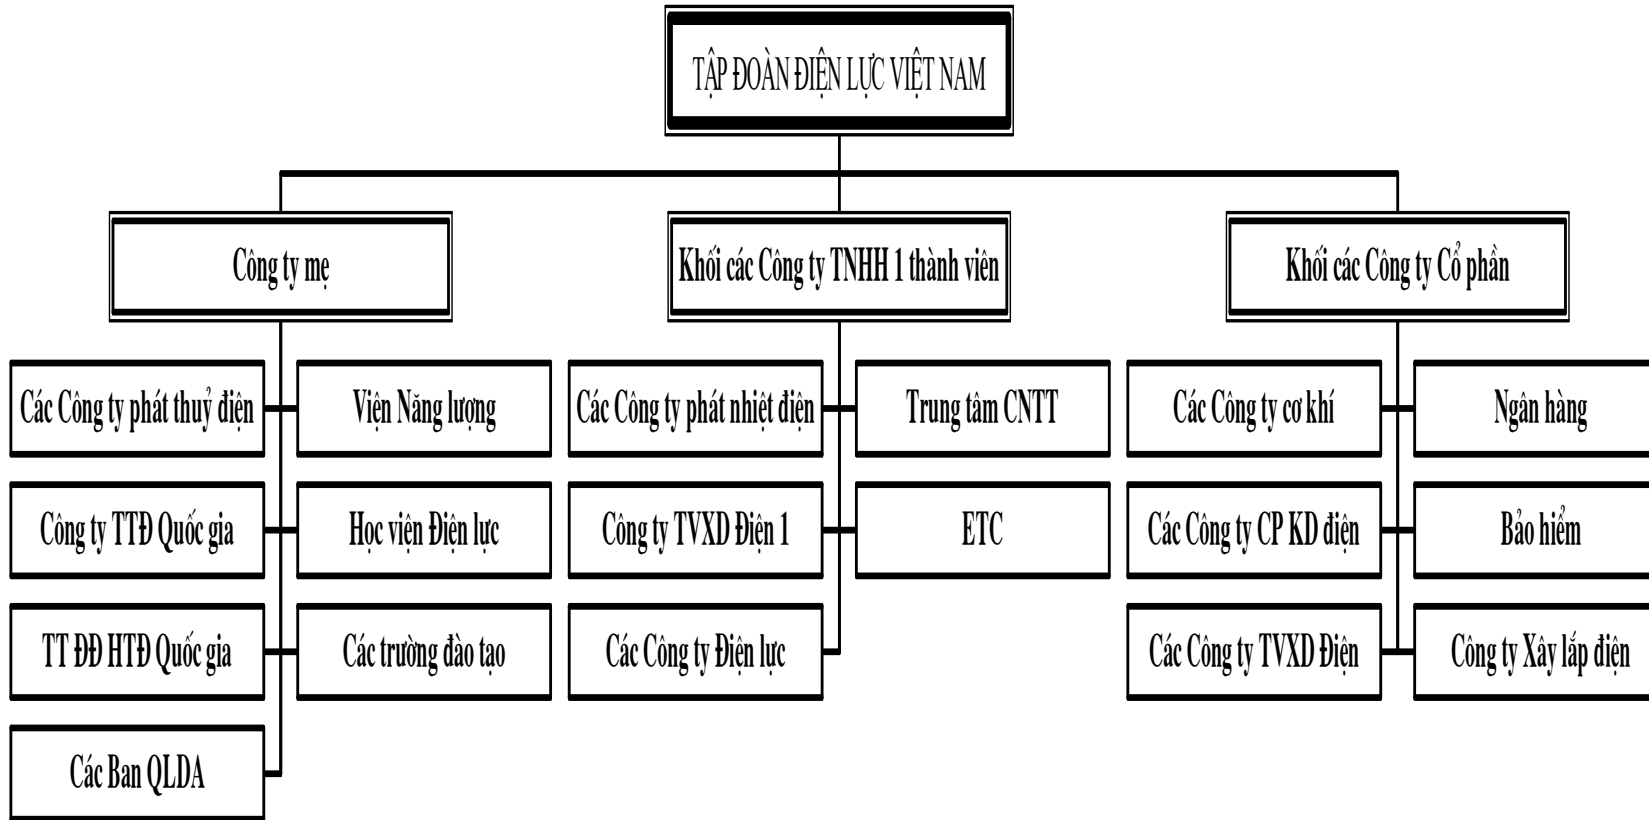 TẬP ĐOÀN ĐIỆN LỰC VIỆT NAM
Công ty mẹ
Khối các Công ty TNHH 1 thành viên
Khối các Công ty Cổ phần
Các Công ty phát thuỷ điện
Viện Năng lượng
Các Công ty phát nhiệt điện
Trung tâm CNTT
Các Công ty cơ khí
Ngân hàng
Công ty TTĐ Quốc gia
Học viện Điện lực
Công ty TVXD Điện 1
ETC
Các Công ty CP KD điện
Bảo hiểm
TT ĐĐ HTĐ Quốc gia
Các trường đào tạo
Các Công ty Điện lực
Các Công ty TVXD Điện
Công ty Xây lắp điện
Các Ban QLDA